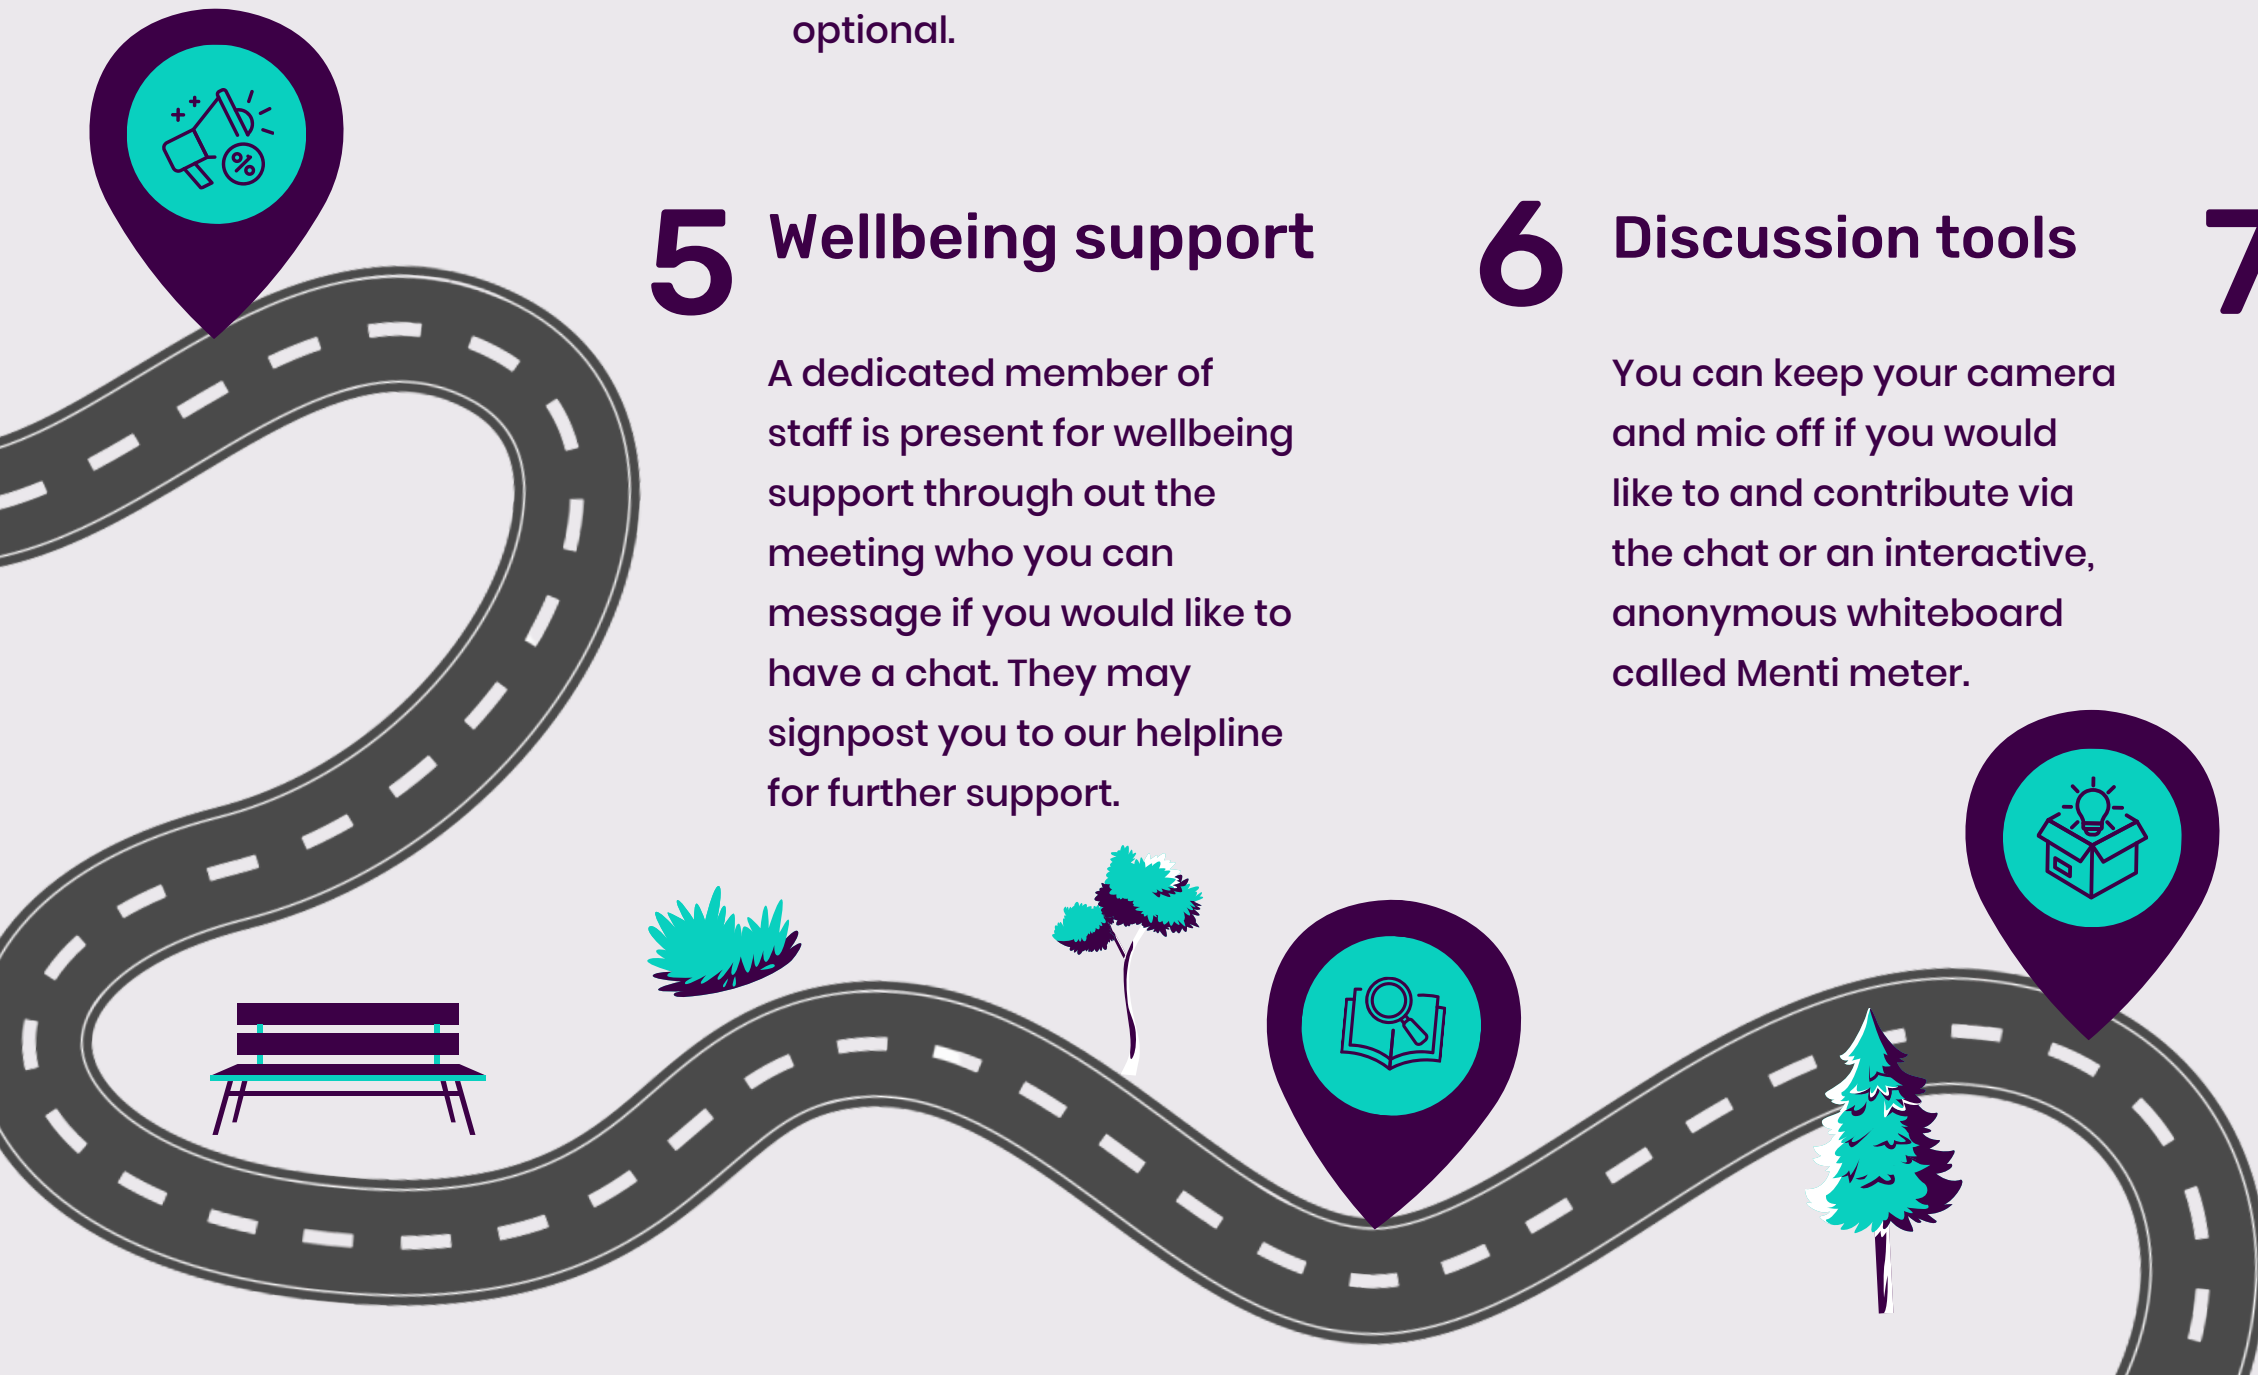 optional.
5 Wellbeing support
A dedicated member of
staff is present for wellbeing
support through out the
meeting who you can
message if you would like to
have a chat. They may
signpost you to our helpline
for further support.
6 Discussion tools
You can keep your camera
and mic off if you would
like to and contribute via
the chat or an interactive,
anonymous whiteboard
called Menti meter.
7
%